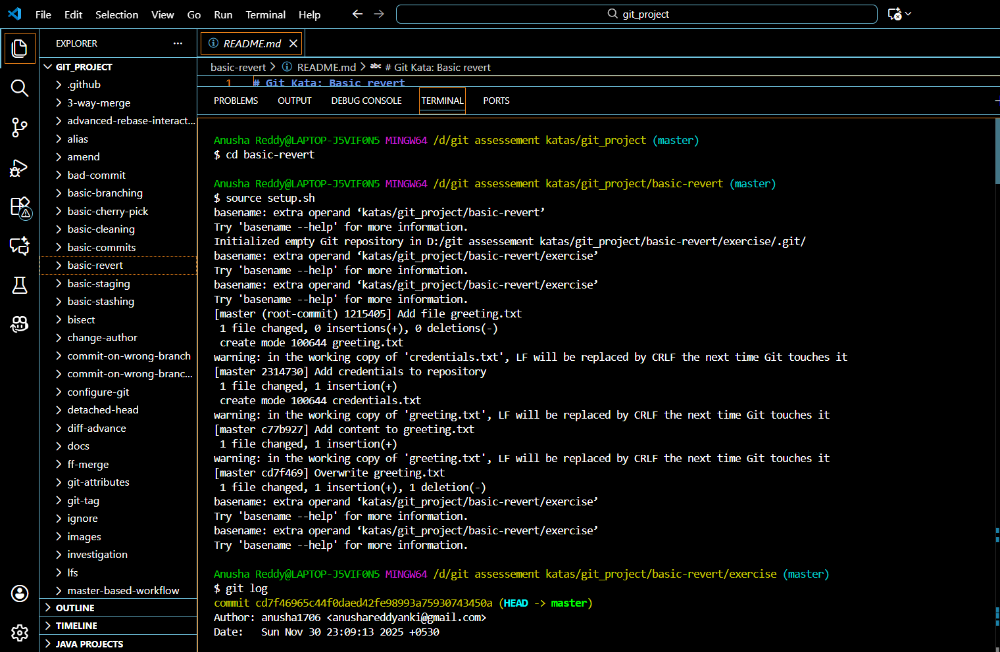 File Edit Selection View Go Run Terminal Help git_project
EXPLORER
GIT_PROJECT
.github
3-way-merge
advanced-rebase-interact...
alias
amend
bad-commit
basic-branching
basic-cherry-pick
basic-cleaning
basic-commits
basic-revert
basic-staging
basic-stashing
bisect
change-author
commit-on-wrong-branch
commit-on-wrong-branc...
configure-git
detached-head
diff-advance
docs
ff-merge
git-attributes
git-tag
ignore
images
investigation
lfs
master-based-workflow
OUTLINE
TIMELINE
JAVA PROJECTS
README.md
basic-revert > README.md > abc # Git Kata: Basic revert
1 # Git Kata: Basic revert
PROBLEMS OUTPUT DEBUG CONSOLE TERMINAL PORTS
Anusha Reddy@LAPTOP-J5VIF0N5 MINGW64 /d/git assessment katas/git_project (master)
$ cd basic-revert
Anusha Reddy@LAPTOP-J5VIF0N5 MINGW64 /d/git assessment katas/git_project/basic-revert (master)
$ source setup.sh
basename: extra operand ‘katas/git_project/basic-revert’
Try 'basename --help' for more information.
Initialized empty Git repository in D:/git assessment katas/git_project/basic-revert/exercise/.git/
basename: extra operand ‘katas/git_project/basic-revert/exercise’
Try 'basename --help' for more information.
basename: extra operand ‘katas/git_project/basic-revert/exercise’
Try 'basename --help' for more information.
[master (root-commit) 1215405] Add file greeting.txt
1 file changed, 0 insertions(+), 0 deletions(-)
create mode 100644 greeting.txt
warning: in the working copy of 'credentials.txt', LF will be replaced by CRLF the next time Git touches it
[master 2314730] Add credentials to repository
1 file changed, 1 insertion(+)
create mode 100644 credentials.txt
warning: in the working copy of 'greeting.txt', LF will be replaced by CRLF the next time Git touches it
[master c77b927] Add content to greeting.txt
1 file changed, 1 insertion(+)
warning: in the working copy of 'greeting.txt', LF will be replaced by CRLF the next time Git touches it
[master cd7f469] Overwrite greeting.txt
1 file changed, 1 insertion(+), 1 deletion(-)
basename: extra operand ‘katas/git_project/basic-revert/exercise’
Try 'basename --help' for more information.
basename: extra operand ‘katas/git_project/basic-revert/exercise’
Try 'basename --help' for more information.
Anusha Reddy@LAPTOP-J5VIF0N5 MINGW64 /d/git assessment katas/git_project/basic-revert/exercise (master)
$ git log
commit cd7f46965c44f0daed42fe98993a75930743450a (HEAD -> master)
Author: anusha1706 <anushareddyanki@gmail.com>
Date: Sun Nov 30 23:09:13 2025 +0530